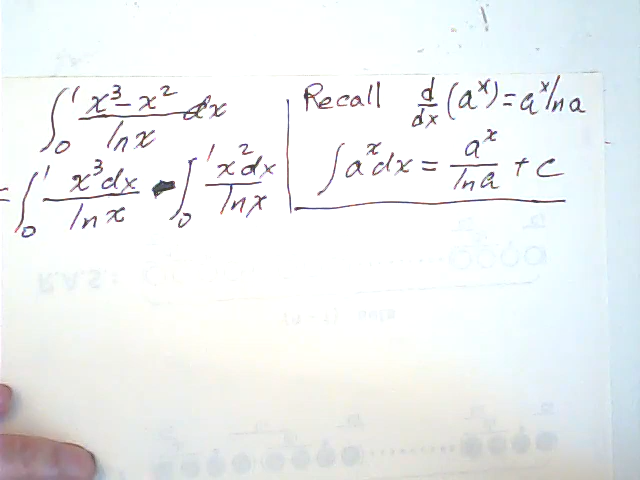 ∫₀¹ x³ - x² / ln x dx
= ∫₀¹ x³dx / ln x - ∫₀¹ x²dx / ln x
Recall d/dx (aˣ) = aˣ ln a
∫ aˣdx = aˣ / ln a + c
R.A.S.: